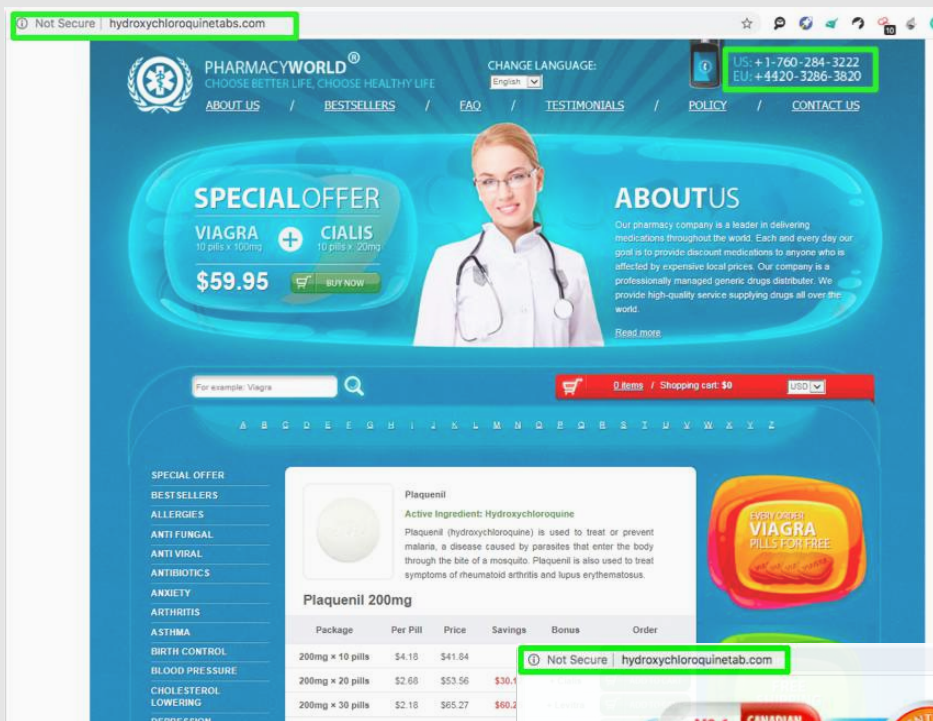 Not Secure | hydroxychloroquinetabs.com
10
PHARMACYWORLD®
CHOOSE BETTER LIFE, CHOOSE HEALTHY LIFE
CHANGE LANGUAGE:
English
US:+1-760-284-3222
EU:+4420-3286-3820
ABOUT US / BESTSELLERS / FAQ / TESTIMONIALS / POLICY / CONTACT US
SPECIALOFFER
VIAGRA + CIALIS
10 pills x 100mg 10 pills x 20mg
$59.95 BUY NOW
ABOUTUS
Our pharmacy company is a leader in delivering
medications throughout the world. Each and every day our
goal is to provide discount medications to anyone who is
affected by expensive local prices. Our company is a
professionally managed generic drugs distributer. We
provide high-quality service supplying drugs all over the
world.
Read more
For example: Viagra
0 items / Shopping cart: $0 USD
A B C D E F G H I J K L M N O P Q R S T U V W X Y Z
SPECIAL OFFER
BESTSELLERS
ALLERGIES
ANTI FUNGAL
ANTI VIRAL
ANTIBIOTICS
ANXIETY
ARTHRITIS
ASTHMA
BIRTH CONTROL
BLOOD PRESSURE
CHOLESTEROL
LOWERING
DEPRESSION
Plaquenil
Active Ingredient: Hydroxychloroquine
Plaquenil (hydroxychloroquine) is used to treat or prevent
malaria, a disease caused by parasites that enter the body
through the bite of a mosquito. Plaquenil is also used to treat
symptoms of rheumatoid arthritis and lupus erythematosus.
Plaquenil 200mg
Package Per Pill Price Savings Bonus Order
200mg × 10 pills $4.18 $41.84
200mg × 20 pills $2.68 $53.56
200mg × 30 pills $2.18 $65.27
EVERY ORDER
VIAGRA
PILLS FOR FREE
Not Secure | hydroxychloroquinetab.com
CANADIAN